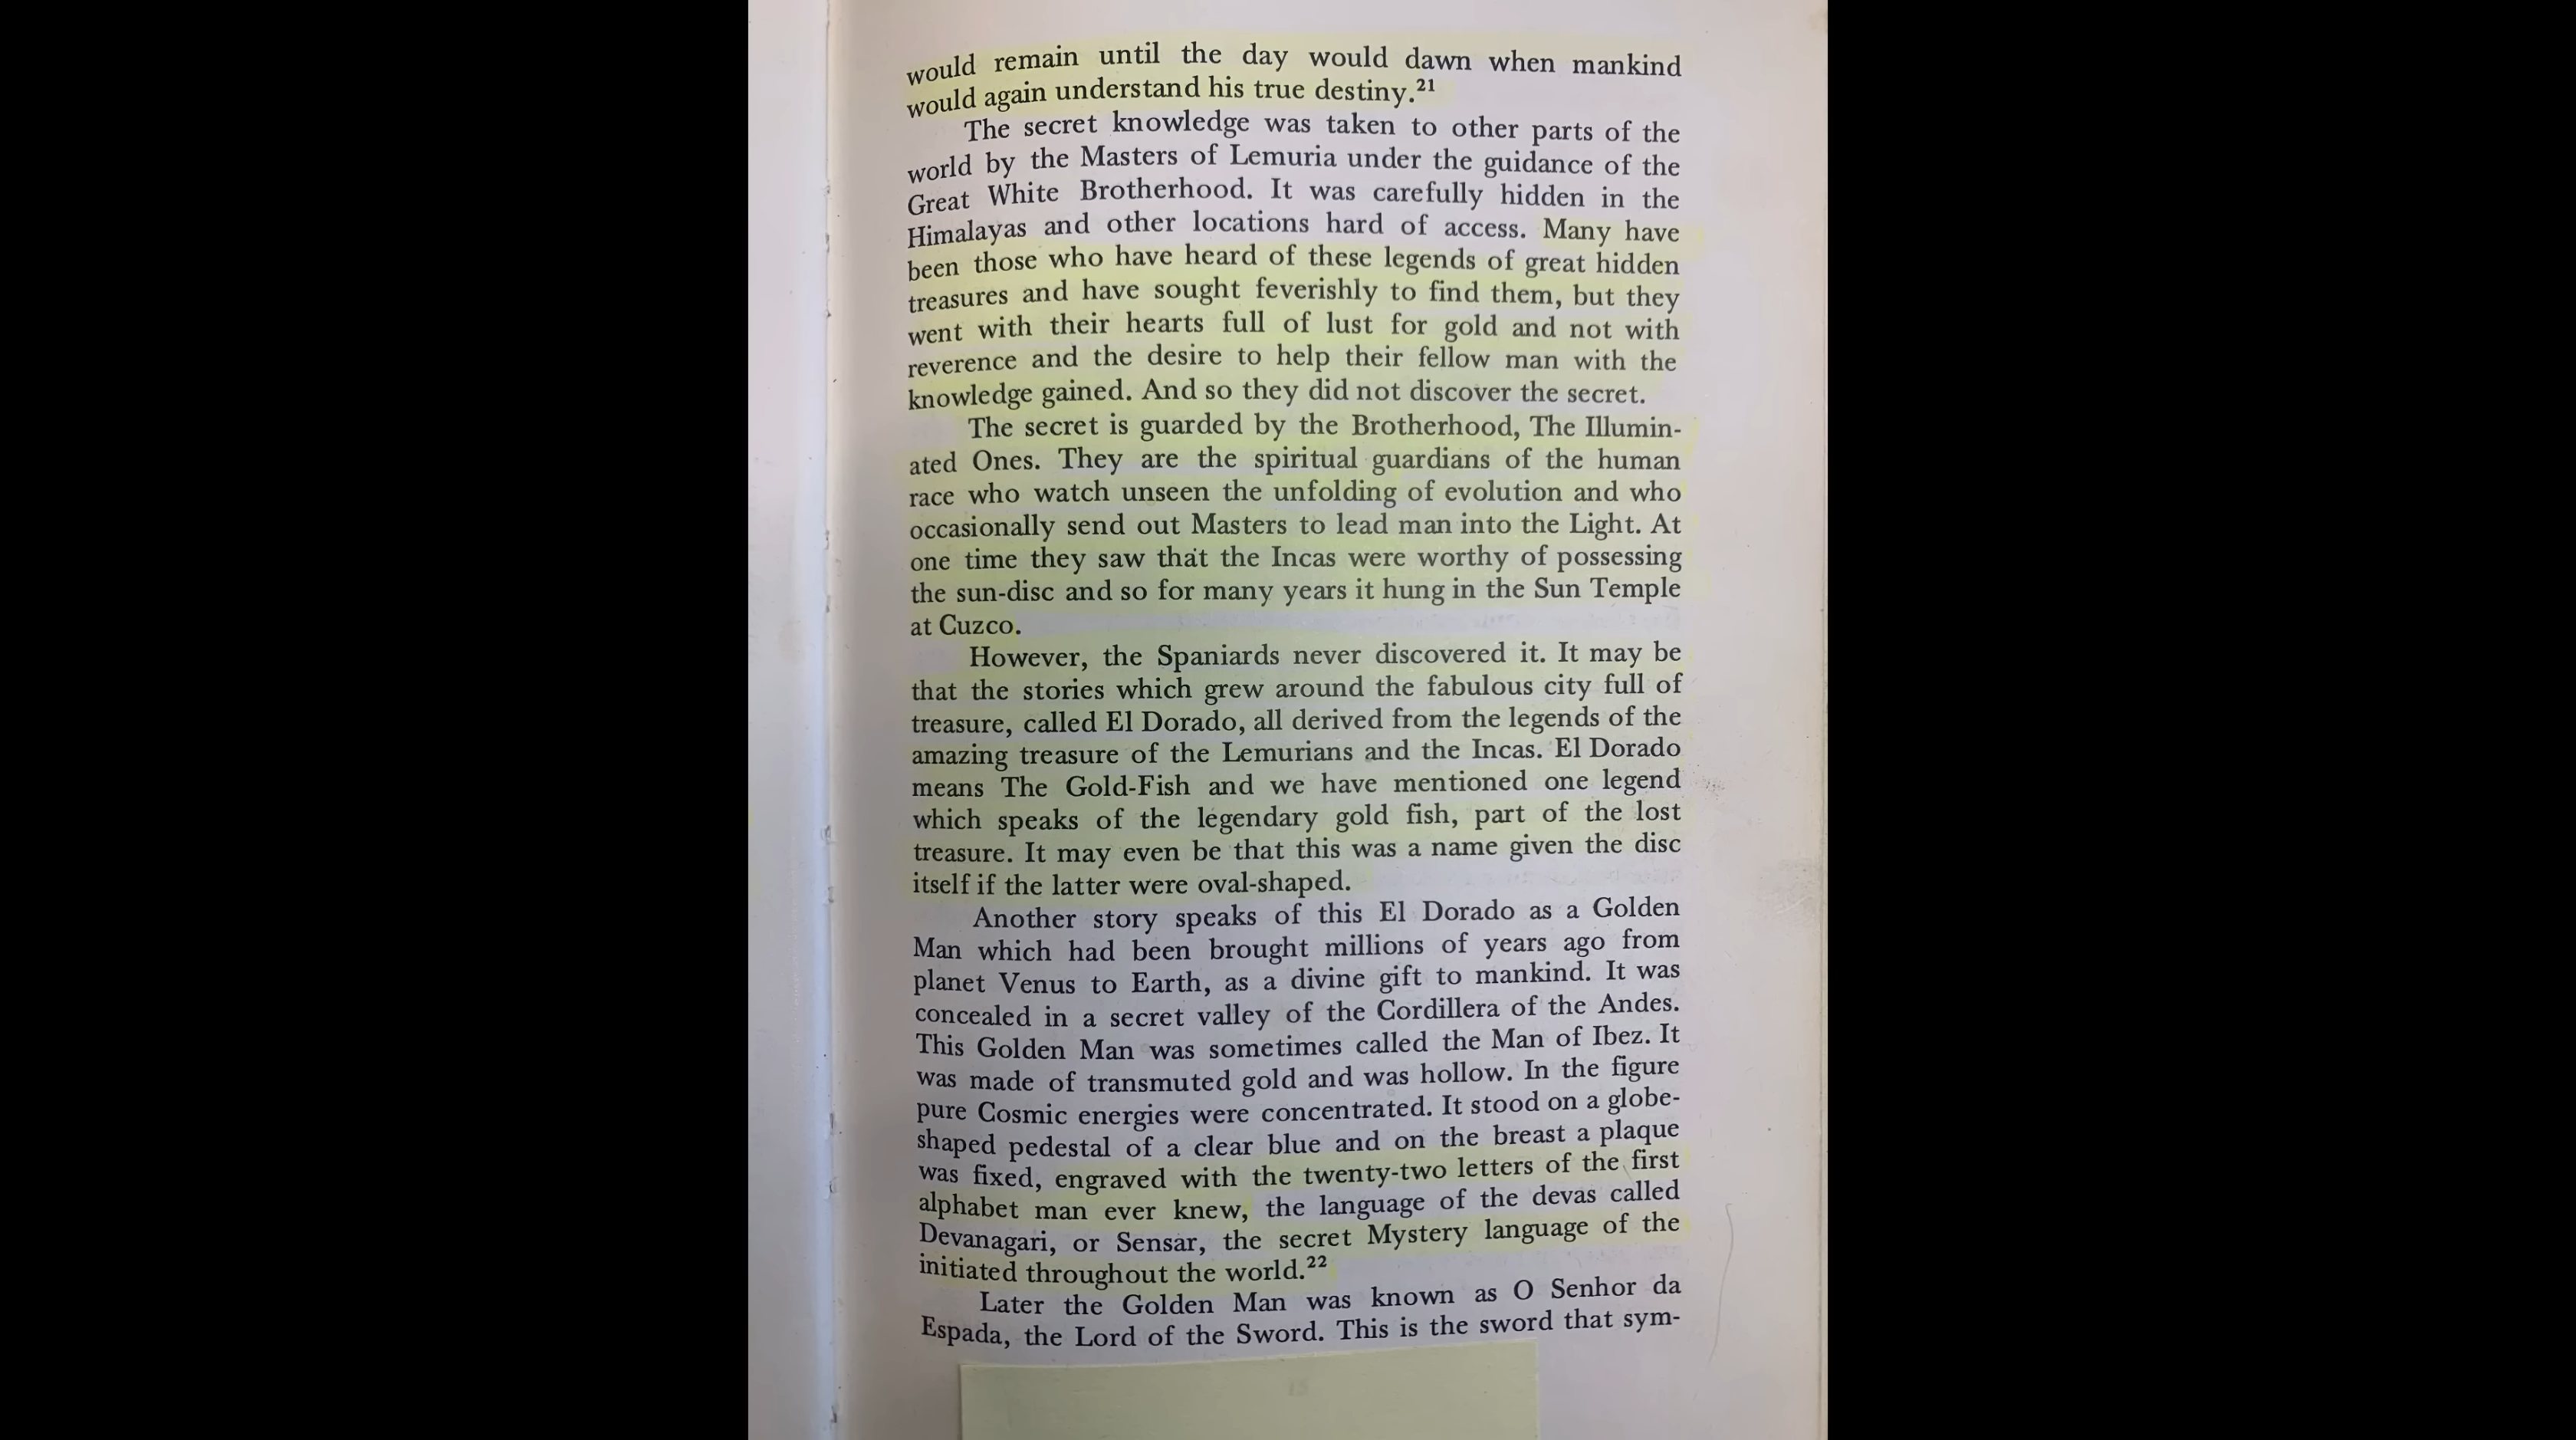 would remain until the day would dawn when mankind
would again understand his true destiny.21
The secret knowledge was taken to other parts of the
world by the Masters of Lemuria under the guidance of the
Great White Brotherhood. It was carefully hidden in the
Himalayas and other locations hard of access. Many have
been those who have heard of these legends of great hidden
treasures and have sought feverishly to find them, but they
went with their hearts full of lust for gold and not with
reverence and the desire to help their fellow man with the
knowledge gained. And so they did not discover the secret.
The secret is guarded by the Brotherhood, The Illumin-
ated Ones. They are the spiritual guardians of the human
race who watch unseen the unfolding of evolution and who
occasionally send out Masters to lead man into the Light. At
one time they saw that the Incas were worthy of possessing
the sun-disc and so for many years it hung in the Sun Temple
at Cuzco.
However, the Spaniards never discovered it. It may be
that the stories which grew around the fabulous city full of
treasure, called El Dorado, all derived from the legends of the
amazing treasure of the Lemurians and the Incas. El Dorado
means The Gold-Fish and we have mentioned one legend
which speaks of the legendary gold fish, part of the lost
treasure. It may even be that this was a name given the disc
itself if the latter were oval-shaped.
Another story speaks of this El Dorado as a Golden
Man which had been brought millions of years ago from
planet Venus to Earth, as a divine gift to mankind. It was
concealed in a secret valley of the Cordillera of the Andes.
This Golden Man was sometimes called the Man of Ibez. It
was made of transmuted gold and was hollow. In the figure
pure Cosmic energies were concentrated. It stood on a globe-
shaped pedestal of a clear blue and on the breast a plaque
was fixed, engraved with the twenty-two letters of the first
alphabet man ever knew, the language of the devas called
Devanagari, or Sensar, the secret Mystery language of the
initiated throughout the world.22
Later the Golden Man was known as O Senhor da
Espada, the Lord of the Sword. This is the sword that sym-